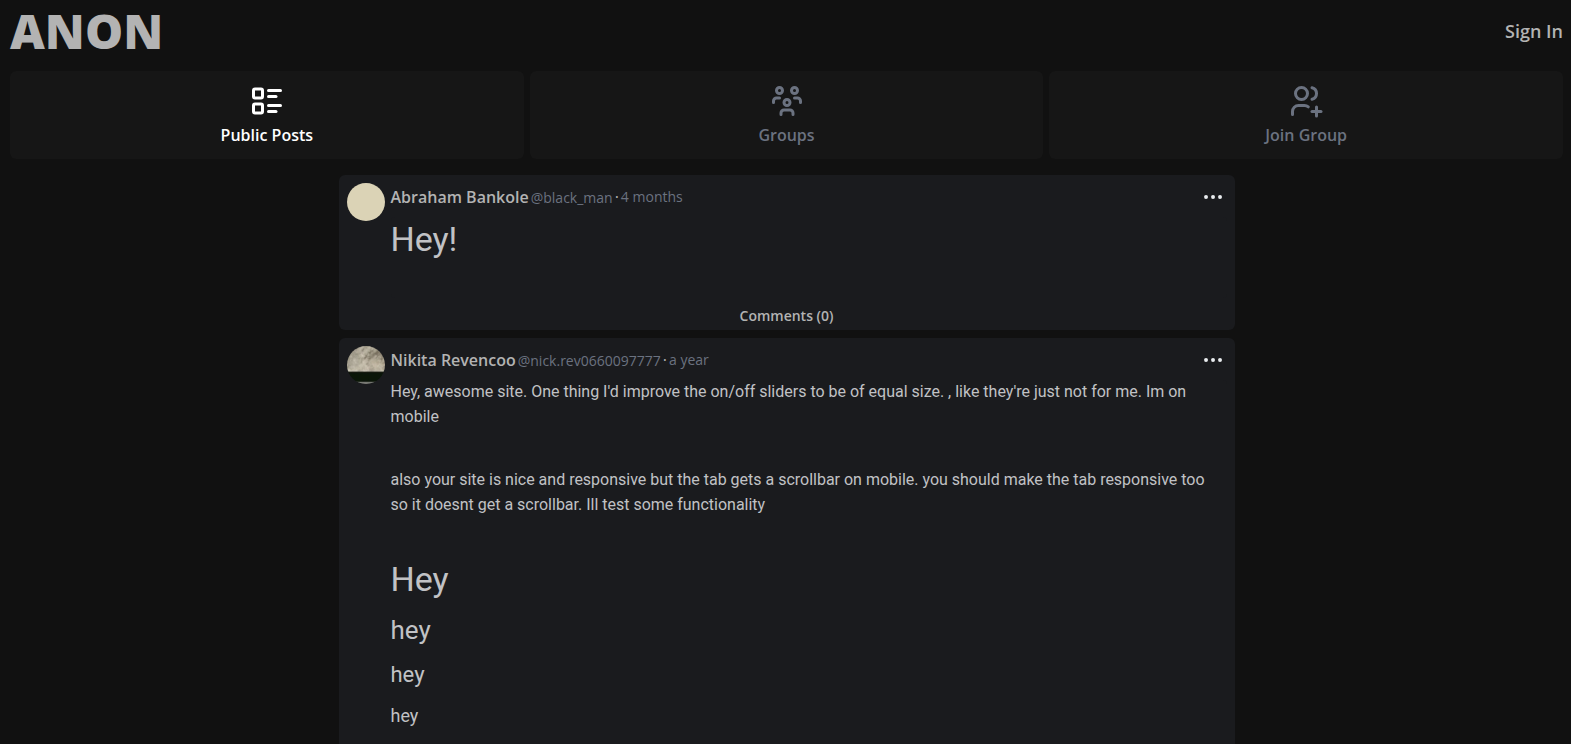 ANON
Sign In
Public Posts
Groups
Join Group
Abraham Bankole @black_man · 4 months
Hey!
Comments (0)
Nikita Revencoo @nick.rev0660097777 · a year
Hey, awesome site. One thing I'd improve the on/off sliders to be of equal size. , like they're just not for me. Im on
mobile
also your site is nice and responsive but the tab gets a scrollbar on mobile. you should make the tab responsive too
so it doesnt get a scrollbar. Ill test some functionality
Hey
hey
hey
hey